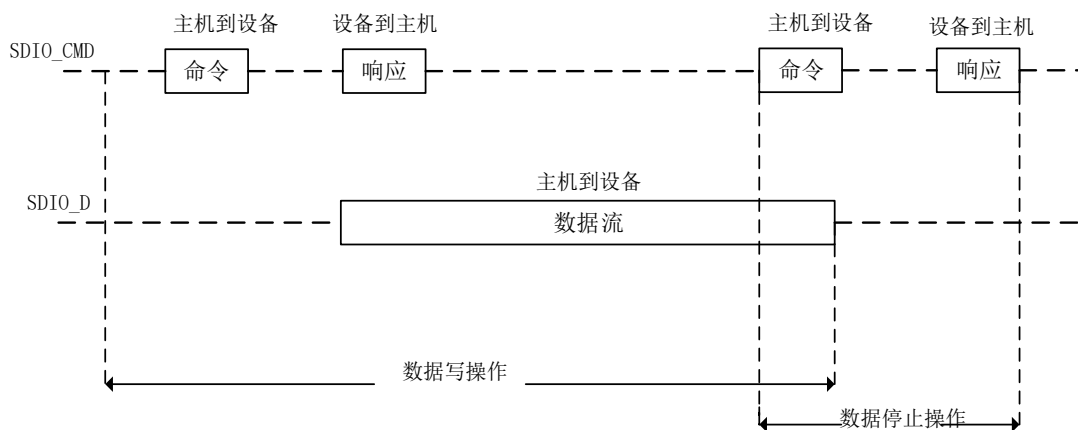 主机到设备
设备到主机
主机到设备
设备到主机
SDIO_CMD
命令
响应
命令
响应
主机到设备
SDIO_D
数据流
数据写操作
数据停止操作